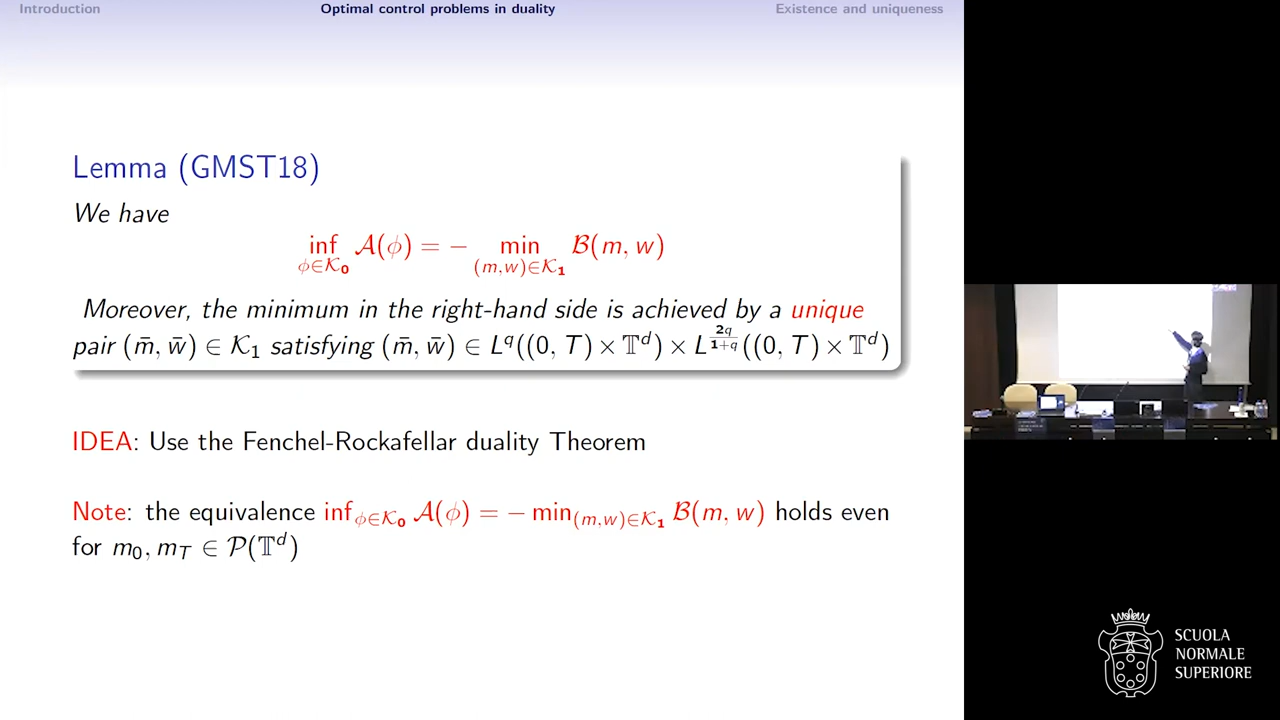 Introduction
Optimal control problems in duality
Existence and uniqueness
Lemma (GMST18)
We have
inf_{ϕ∈𝒦₀} 𝒜(ϕ) = − min_{(m,w)∈𝒦₁} ℬ(m, w)
Moreover, the minimum in the right-hand side is achieved by a unique
pair (m̄, w̄) ∈ 𝒦₁ satisfying (m̄, w̄) ∈ L^q((0, T) × 𝕋^d) × L^{2q/(1+q)}((0, T) × 𝕋^d)
IDEA: Use the Fenchel-Rockafellar duality Theorem
Note: the equivalence inf_{ϕ∈𝒦₀} 𝒜(ϕ) = − min_{(m,w)∈𝒦₁} ℬ(m, w) holds even
for m₀, m_T ∈ 𝒫(𝕋^d)
SCUOLA
NORMALE
SUPERIORE